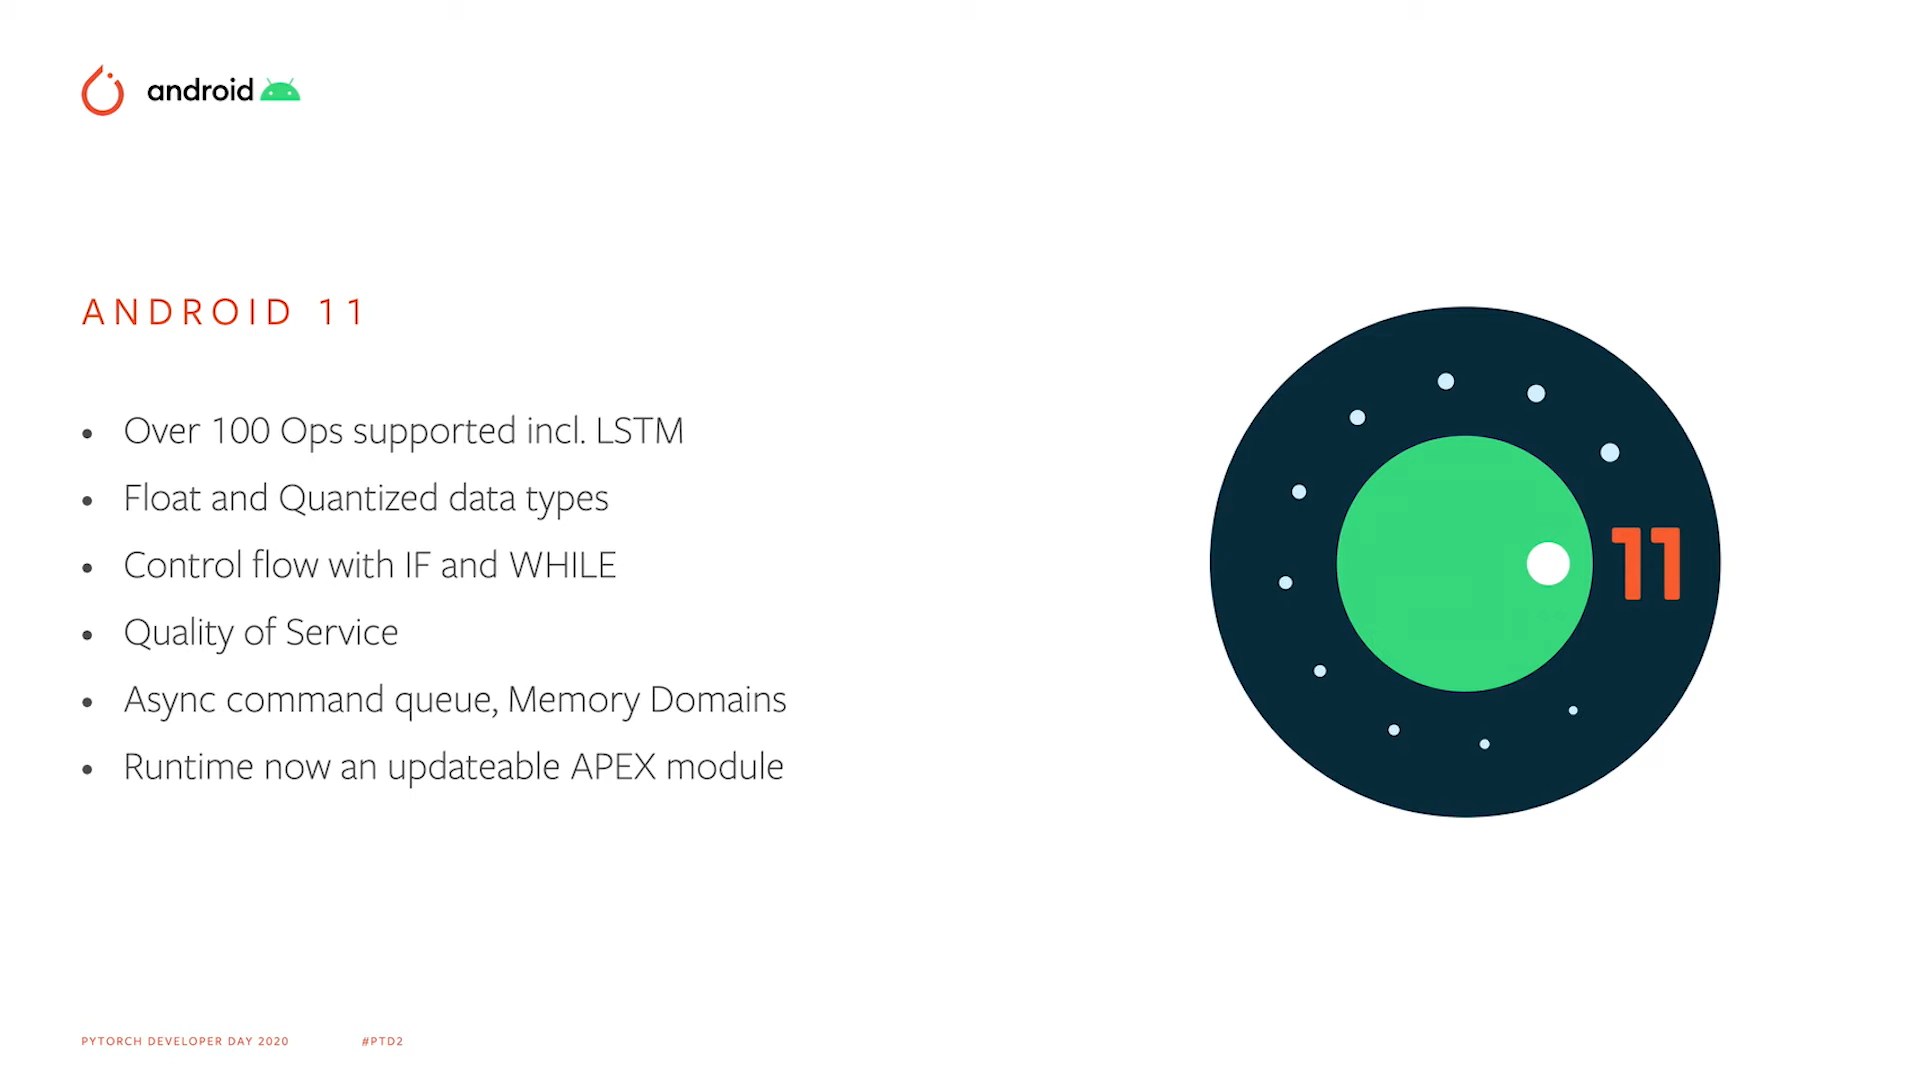 android
ANDROID 11
• Over 100 Ops supported incl. LSTM
• Float and Quantized data types
• Control flow with IF and WHILE
• Quality of Service
• Async command queue, Memory Domains
• Runtime now an updateable APEX module
11
PYTORCH DEVELOPER DAY 2020 #PTD2